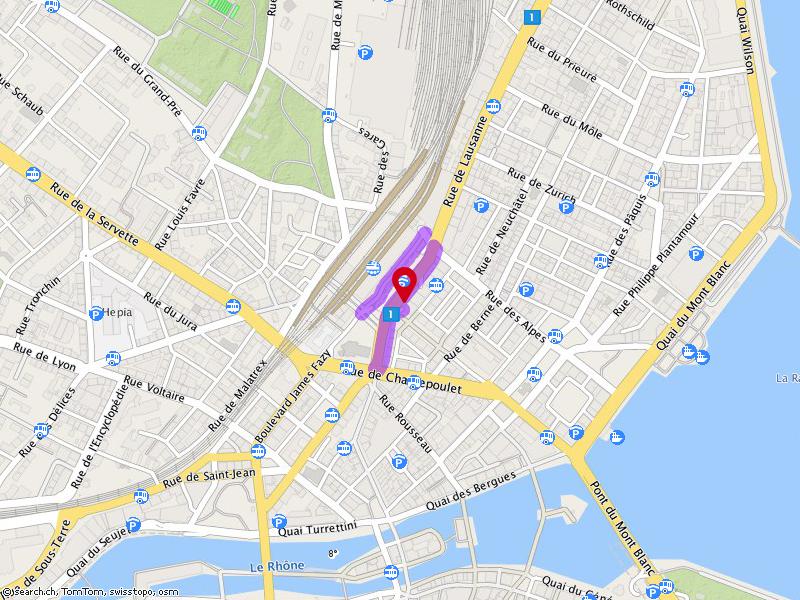 Rothschild
Quai Wilson
1
Rue de M
Rue du Prieuré
Rue du Grand-Pré
Rue Schaub
Rue du Môle
Rue des
Gares
Rue de Lausanne
Rue de Zurich
Rue de la Servette
Rue Louis Favre
Rue de Neuchâtel
Rue des Pâquis
Rue Philippe Plantamour
Rue Tronchin
Hepia
Rue du Jura
1
Rue des Alpes
Quai du Mont Blanc
Rue de Lyon
Rue de Berne
Rue Voltaire
Rue de Malatrex
Boulevard James Fazy
Rue de Chantepoulet
La Ra
Rue des Délices
Rue de l'Encyclopédie
Rue Rousseau
Rue de Saint-Jean
Quai des Bergues
Pont du Mont Blanc
Quai Turrettini
Quai du Seujet
Rue de Sous-Terre
8°
Le Rhône
Quai du Géné
©search.ch, TomTom, swisstopo, osm